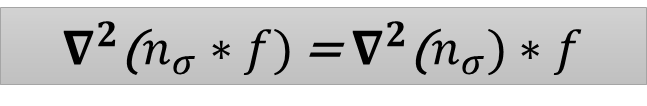 ∇²(nσ ∗ f) = ∇²(nσ) ∗ f